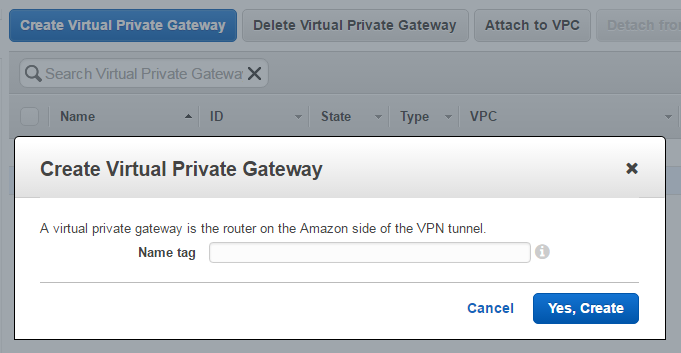 Create Virtual Private Gateway Delete Virtual Private Gateway Attach to VPC Detach from
Search Virtual Private Gatewa
Name ID State Type VPC
Create Virtual Private Gateway
A virtual private gateway is the router on the Amazon side of the VPN tunnel.
Name tag
Cancel Yes, Create